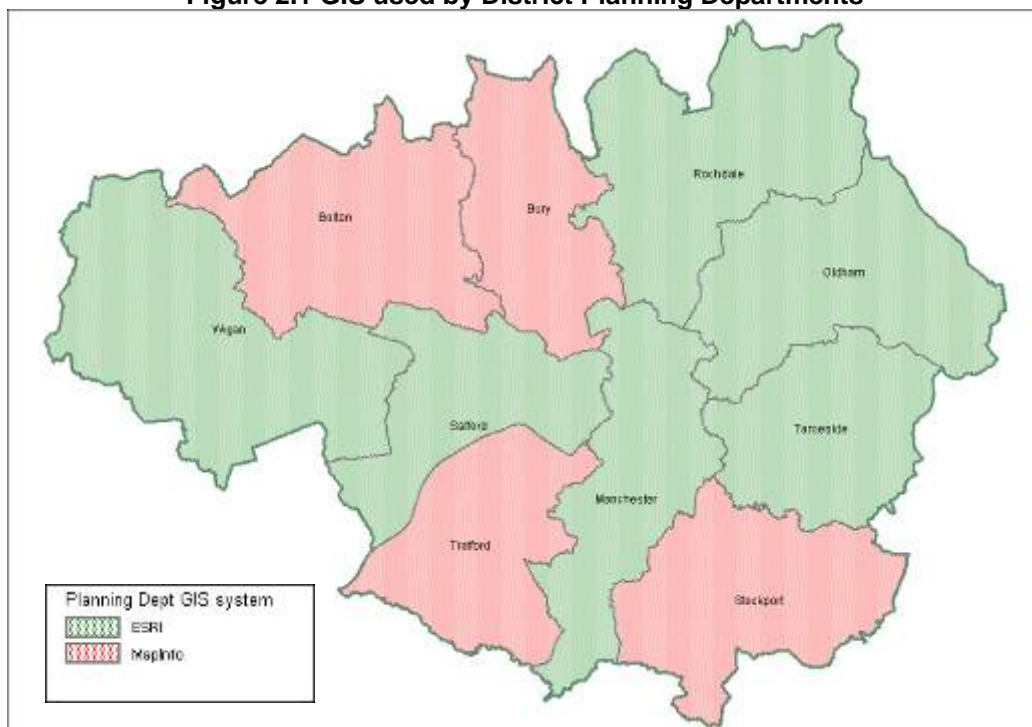 Figure 2.1 GIS used by District Planning Departments
Rochdale
Bolton
Bury
Oldham
Wigan
Salford
Tameside
Manchester
Trafford
Stockport
Planning Dept GIS system
ESRI
MapInfo